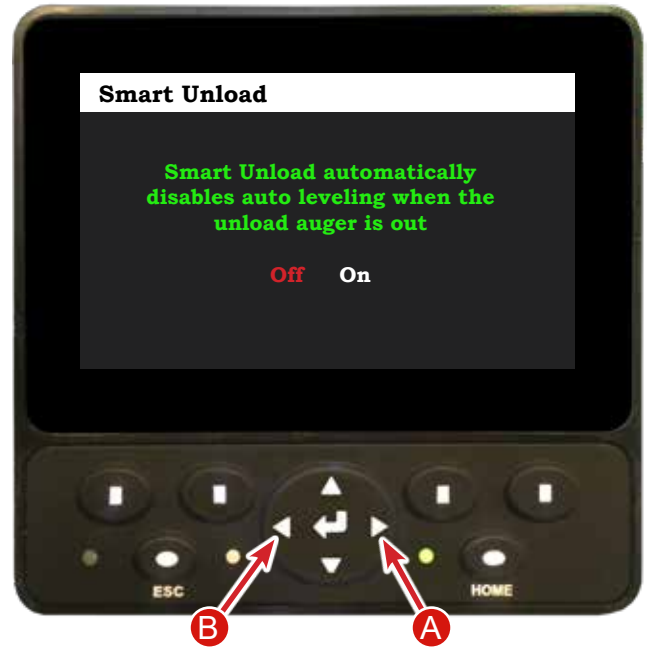 Smart Unload
Smart Unload automatically
disables auto leveling when the
unload auger is out
Off On
ESC
HOME
B
A